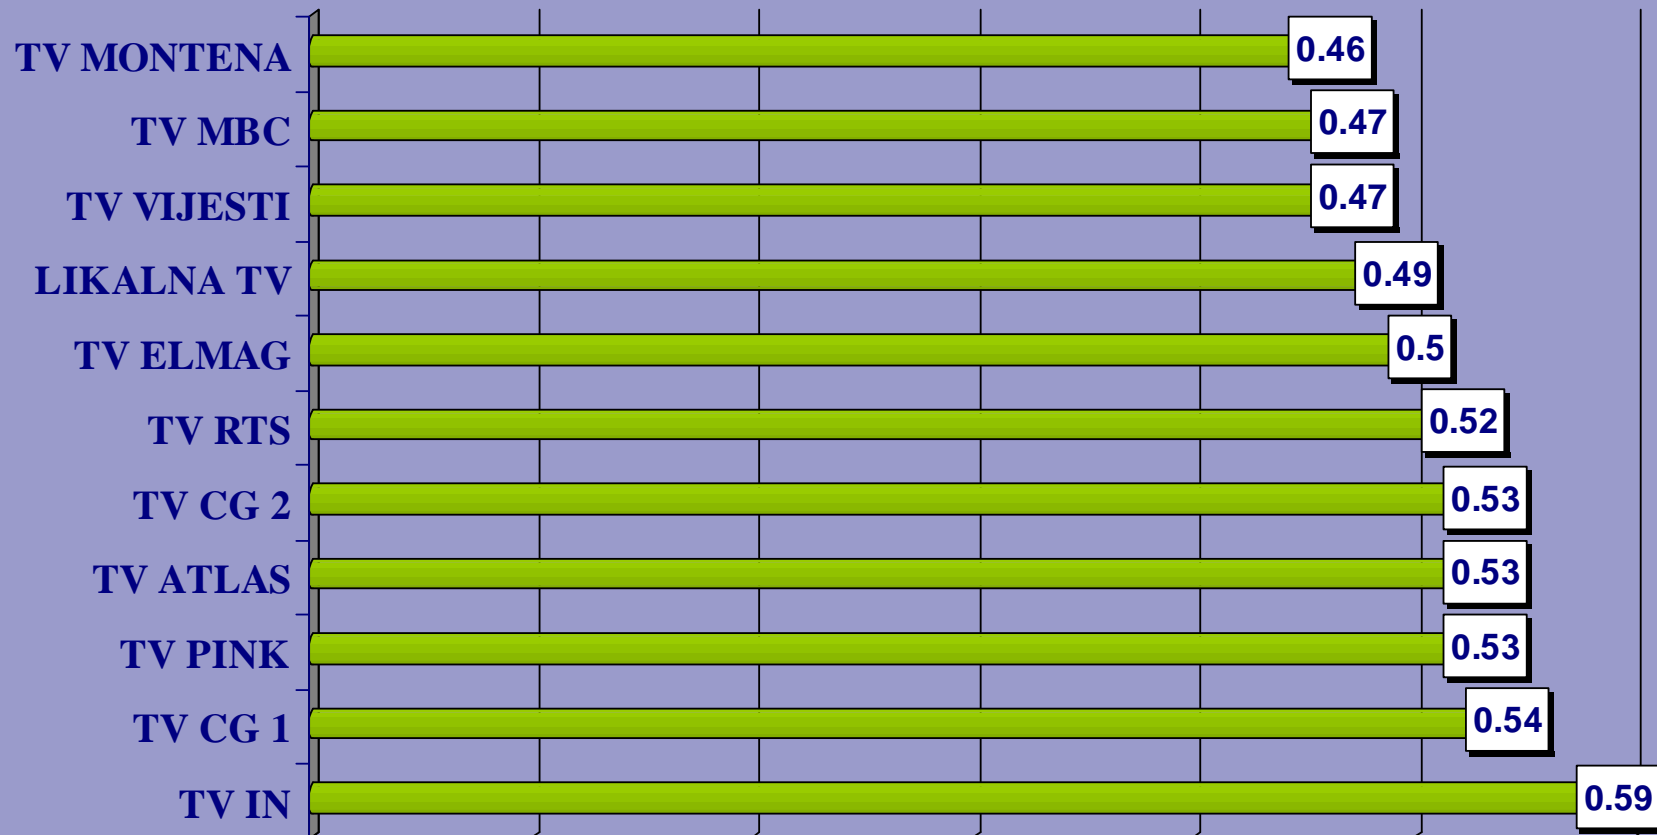 TV MONTENA 0.46
TV MBC 0.47
TV VIJESTI 0.47
LIKALNA TV 0.49
TV ELMAG 0.5
TV RTS 0.52
TV CG 2 0.53
TV ATLAS 0.53
TV PINK 0.53
TV CG 1 0.54
TV IN 0.59